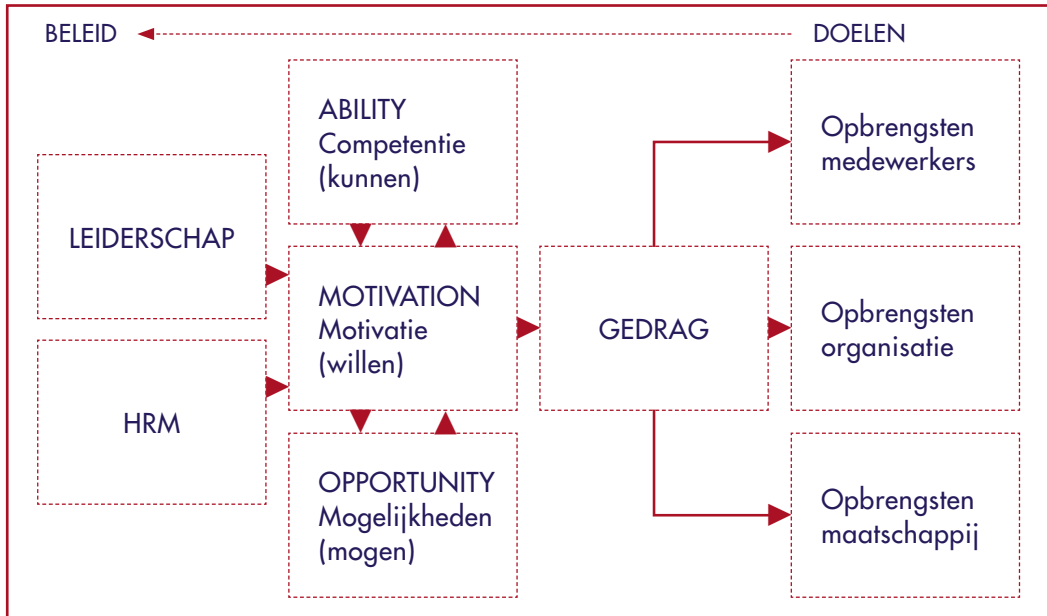 BELEID
DOELEN
LEIDERSCHAP
HRM
ABILITY
Competentie
(kunnen)
MOTIVATION
Motivatie
(willen)
OPPORTUNITY
Mogelijkheden
(mogen)
GEDRAG
Opbrengsten
medewerkers
Opbrengsten
organisatie
Opbrengsten
maatschappij